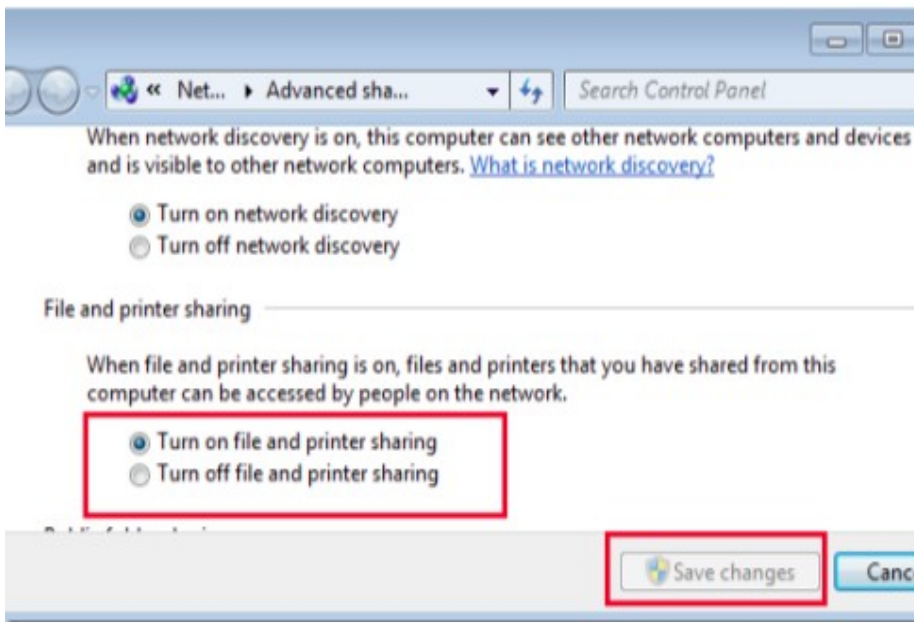 « Net... Advanced sha... Search Control Panel
When network discovery is on, this computer can see other network computers and devices
and is visible to other network computers. What is network discovery?
Turn on network discovery
Turn off network discovery
File and printer sharing
When file and printer sharing is on, files and printers that you have shared from this
computer can be accessed by people on the network.
Turn on file and printer sharing
Turn off file and printer sharing
Save changes Canc